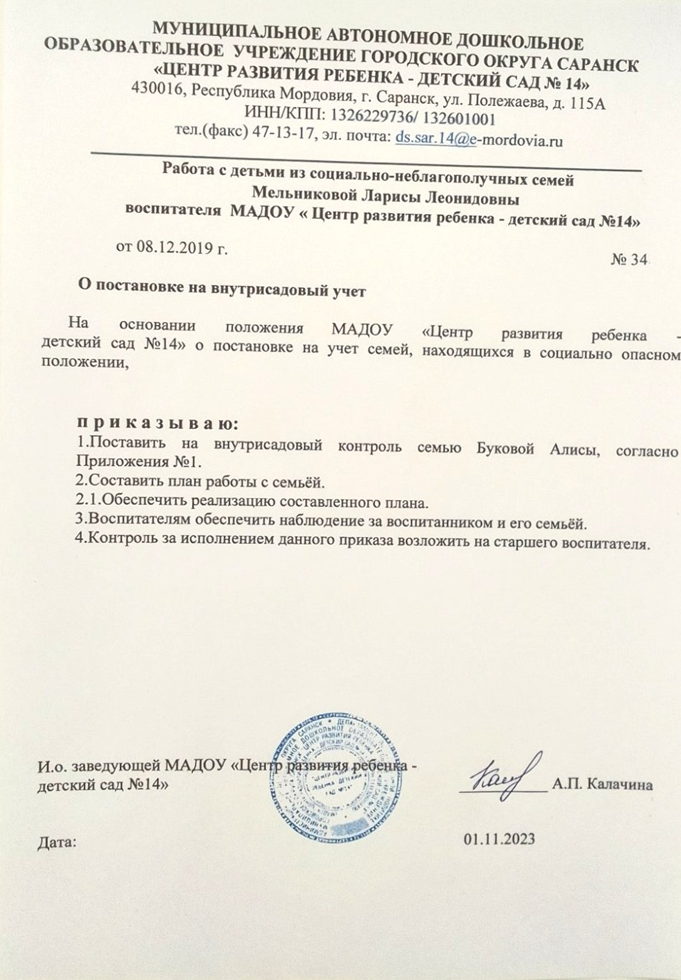 МУНИЦИПАЛЬНОЕ АВТОНОМНОЕ ДОШКОЛЬНОЕ
ОБРАЗОВАТЕЛЬНОЕ УЧРЕЖДЕНИЕ ГОРОДСКОГО ОКРУГА САРАНСК
«ЦЕНТР РАЗВИТИЯ РЕБЕНКА - ДЕТСКИЙ САД № 14»
430016, Республика Мордовия, г. Саранск, ул. Полежаева, д. 115А
ИНН/КПП: 1326229736/ 132601001
тел.(факс) 47-13-17, эл. почта: ds.sar.14@e-mordovia.ru
Работа с детьми из социально-неблагополучных семей
Мельниковой Ларисы Леонидовны
воспитателя МАДОУ « Центр развития ребенка - детский сад №14»
от 08.12.2019 г. № 34
О постановке на внутрисадовый учет
На основании положения МАДОУ «Центр развития ребенка -
детский сад №14» о постановке на учет семей, находящихся в социально опасном
положении,
п р и к а з ы в а ю:
1.Поставить на внутрисадовый контроль семью Буковой Алисы, согласно
Приложения №1.
2.Составить план работы с семьёй.
2.1.Обеспечить реализацию составленного плана.
3.Воспитателям обеспечить наблюдение за воспитанником и его семьёй.
4.Контроль за исполнением данного приказа возложить на старшего воспитателя.
И.о. заведующей МАДОУ «Центр развития ребенка -
детский сад №14» А.П. Калачина
Дата: 01.11.2023